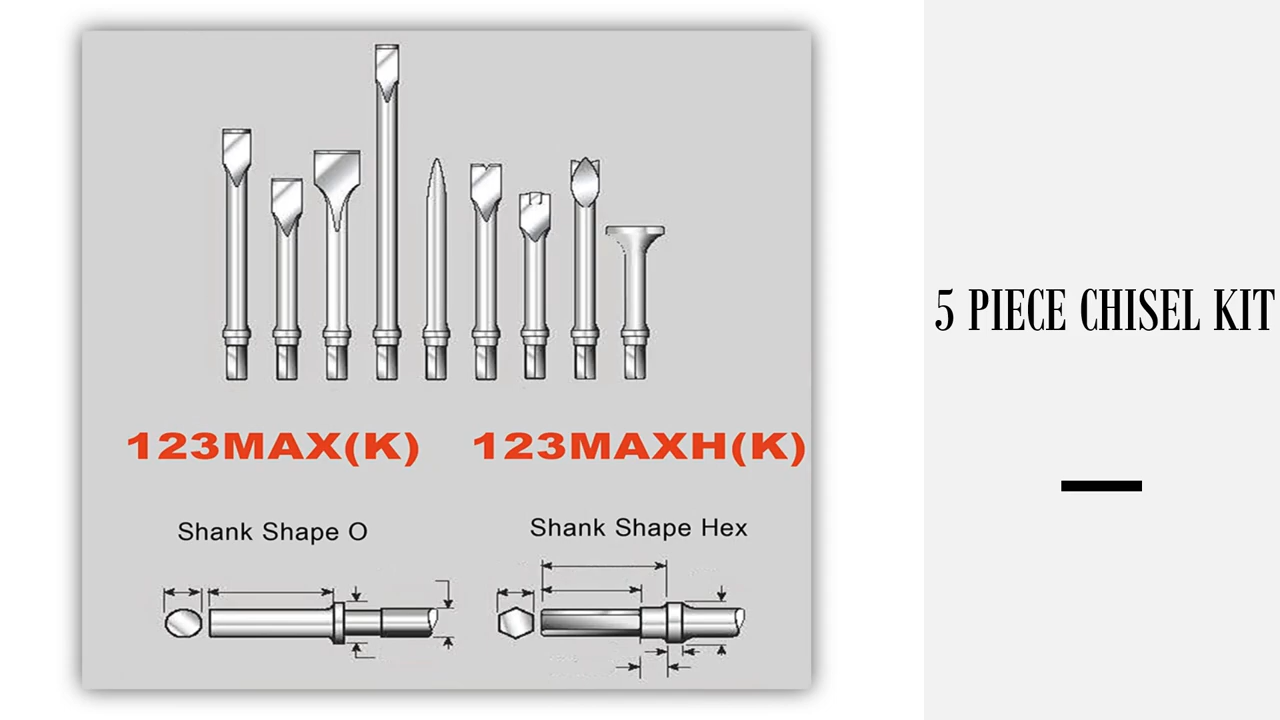 123MAX(K)
123MAXH(K)
Shank Shape O
Shank Shape Hex
5 PIECE CHISEL KIT